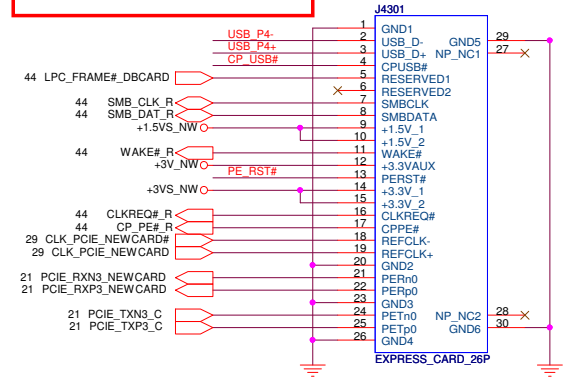 J4301
1 GND1
USB_P4- 2 USB_D- GND5 29
USB_P4+ 3 USB_D+ NP_NC1 27
CP_USB# 4 CPUSB#
44 LPC_FRAME#_DBCARD 5 RESERVED1
6 RESERVED2
44 SMB_CLK_R 7 SMBCLK
44 SMB_DAT_R 8 SMBDATA
+1.5VS_NW 9 +1.5V_1
10 +1.5V_2
44 WAKE#_R 11 WAKE#
+3V_NW 12 +3.3VAUX
PE_RST# 13 PERST#
+3VS_NW 14 +3.3V_1
15 +3.3V_2
44 CLKREQ#_R 16 CLKREQ#
44 CP_PE#_R 17 CPPE#
29 CLK_PCIE_NEWCARD# 18 REFCLK-
29 CLK_PCIE_NEWCARD 19 REFCLK+
20 GND2
21 PCIE_RXN3_NEWCARD 21 PERn0
21 PCIE_RXP3_NEWCARD 22 PERp0
23 GND3
21 PCIE_TXN3_C 24 PETn0 NP_NC2 28
21 PCIE_TXP3_C 25 PETp0 GND6 30
26 GND4
EXPRESS_CARD_26P